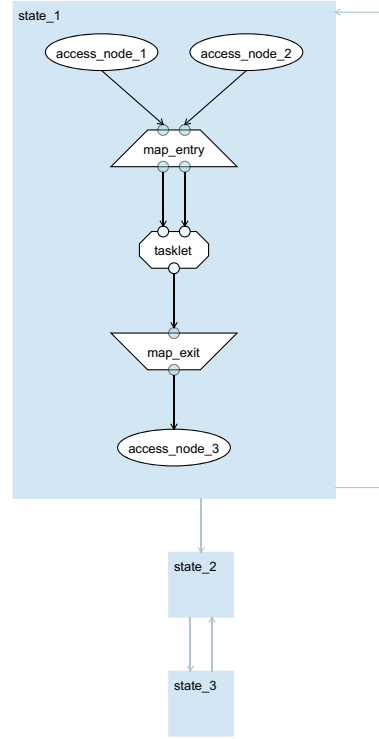 state_1
access_node_1
access_node_2
map_entry
tasklet
map_exit
access_node_3
state_2
state_3